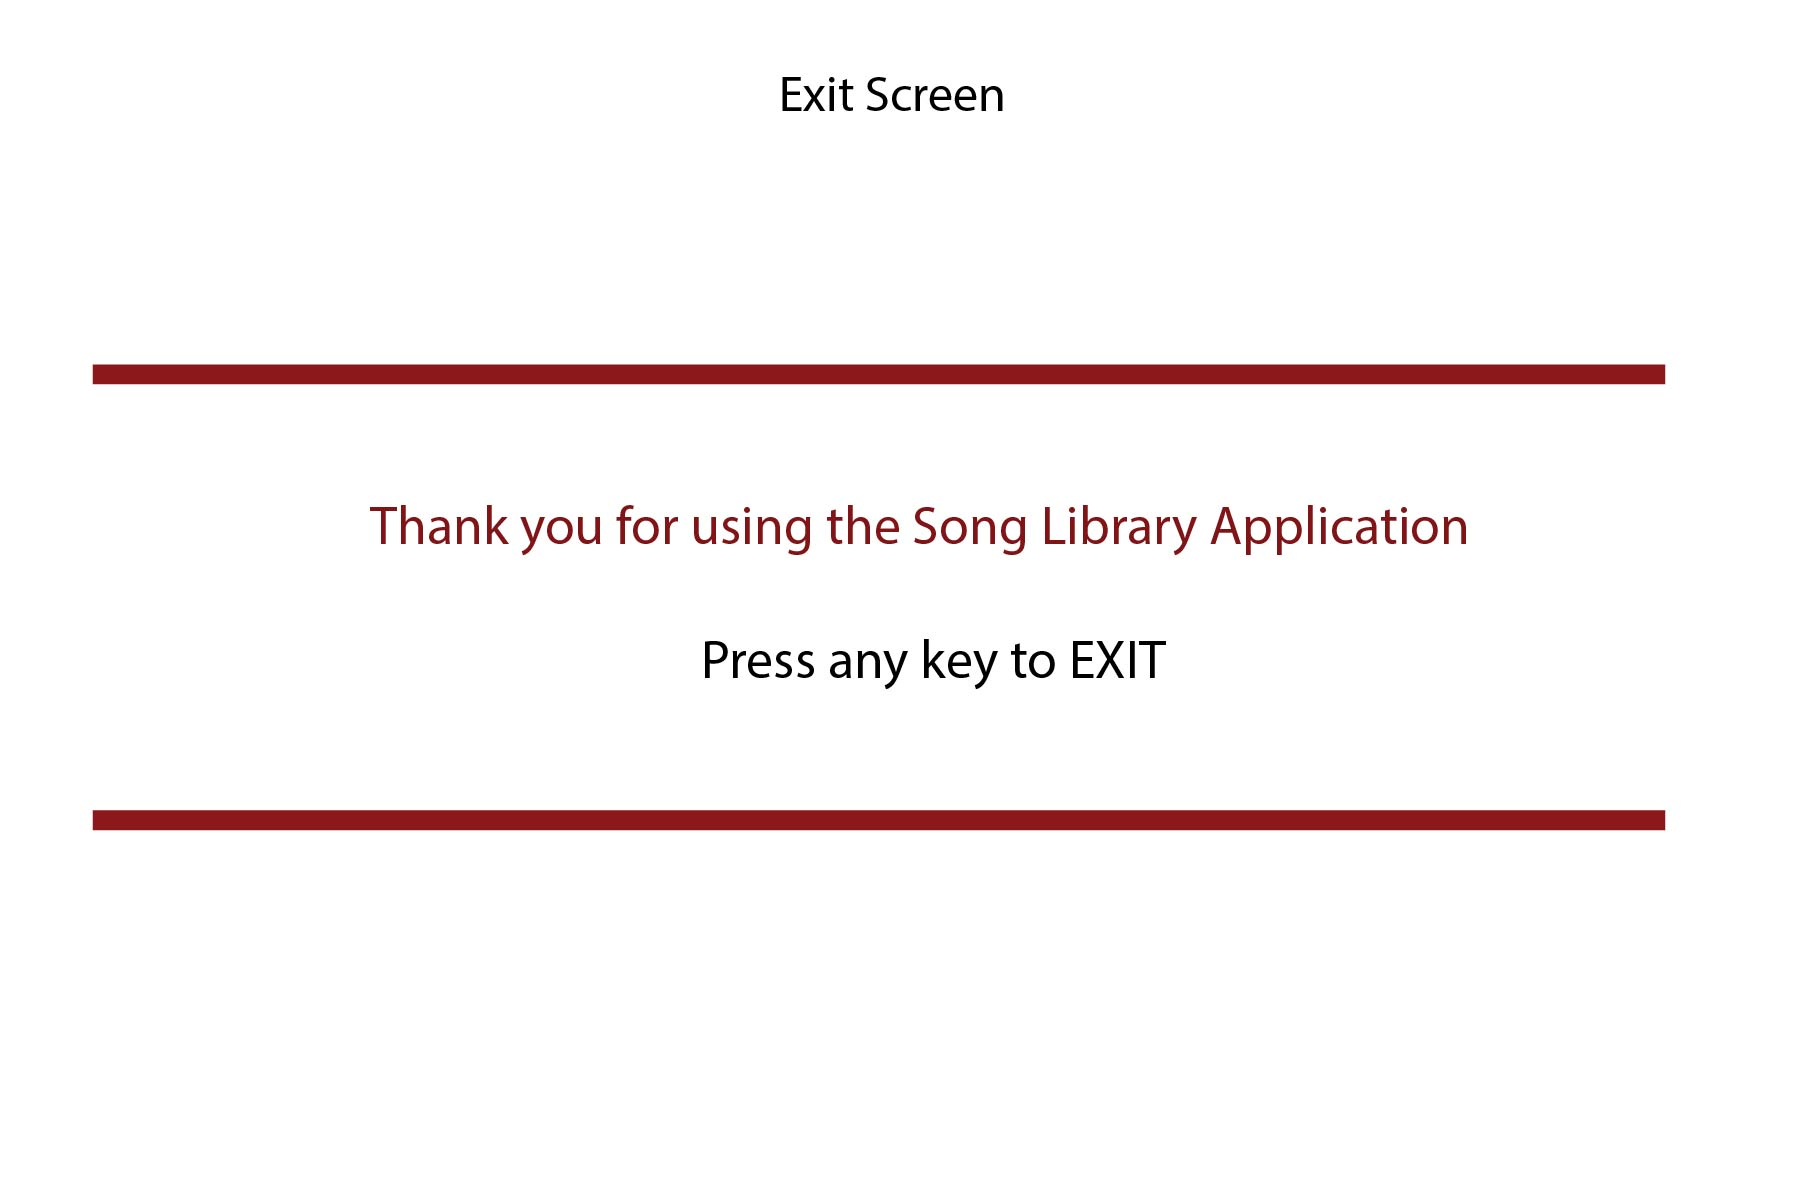 Exit Screen
Thank you for using the Song Library Application
Press any key to EXIT